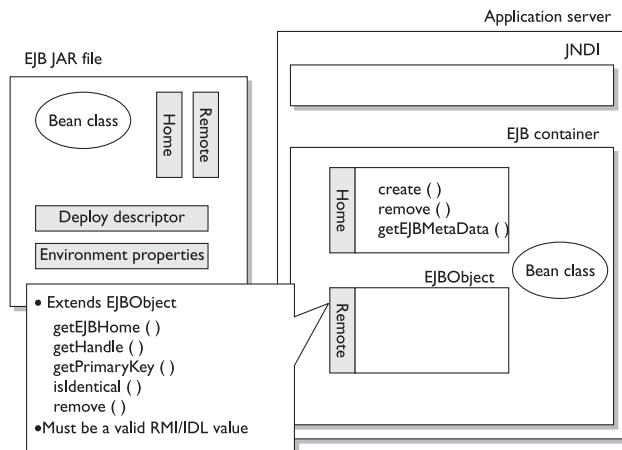 Application server
EJB JAR file
JNDI
Bean class
Home
Remote
EJB container
Deploy descriptor
Environment properties
Home
create ( )
remove ( )
getEJBMetaData ( )
Bean class
EJBObject
Remote
• Extends EJBObject
getEJBHome ( )
getHandle ( )
getPrimaryKey ( )
isIdentical ( )
remove ( )
•Must be a valid RMI/IDL value